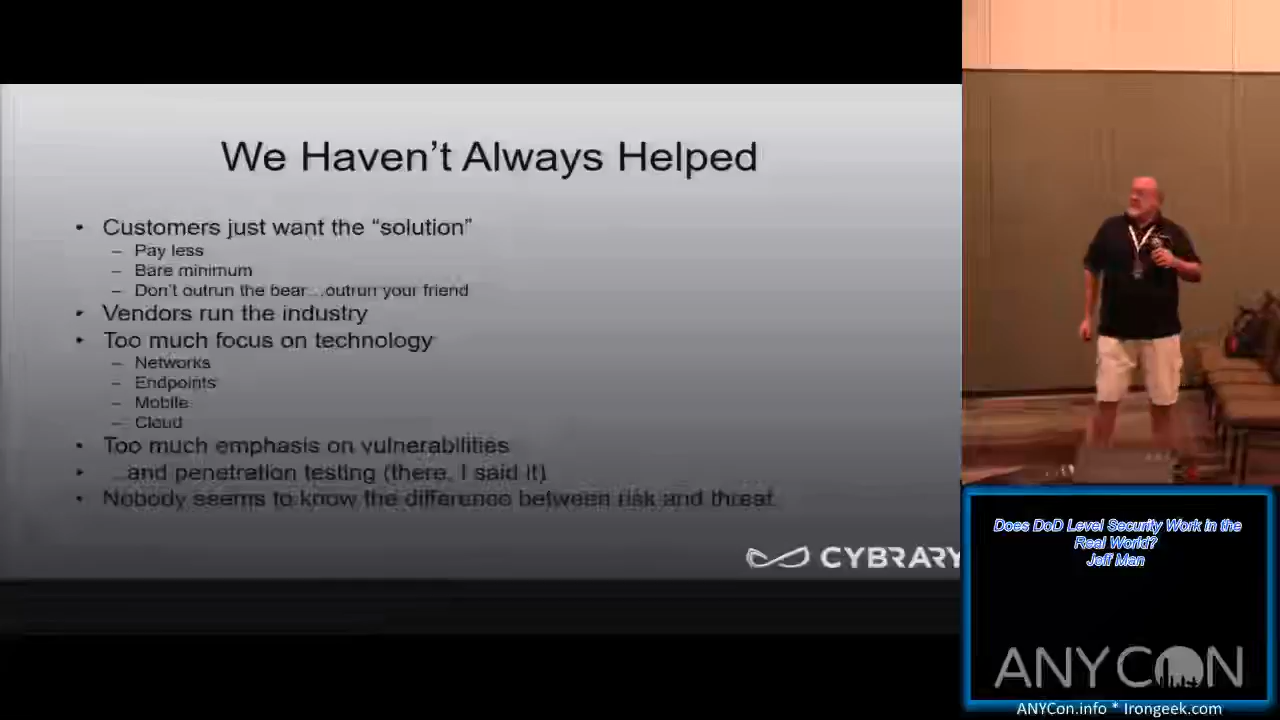 We Haven't Always Helped
• Customers just want the “solution”
– Pay less
– Bare minimum
– Don't outrun the bear…outrun your friend
• Vendors run the industry
• Too much focus on technology
– Networks
– Endpoints
– Mobile
– Cloud
• Too much emphasis on vulnerabilities
• …and penetration testing (there, I said it)
• Nobody seems to know the difference between risk and threat
CYBRARY
Does DoD Level Security Work in the
Real World?
Jeff Man
ANYCON
ANYCon.info * Irongeek.com